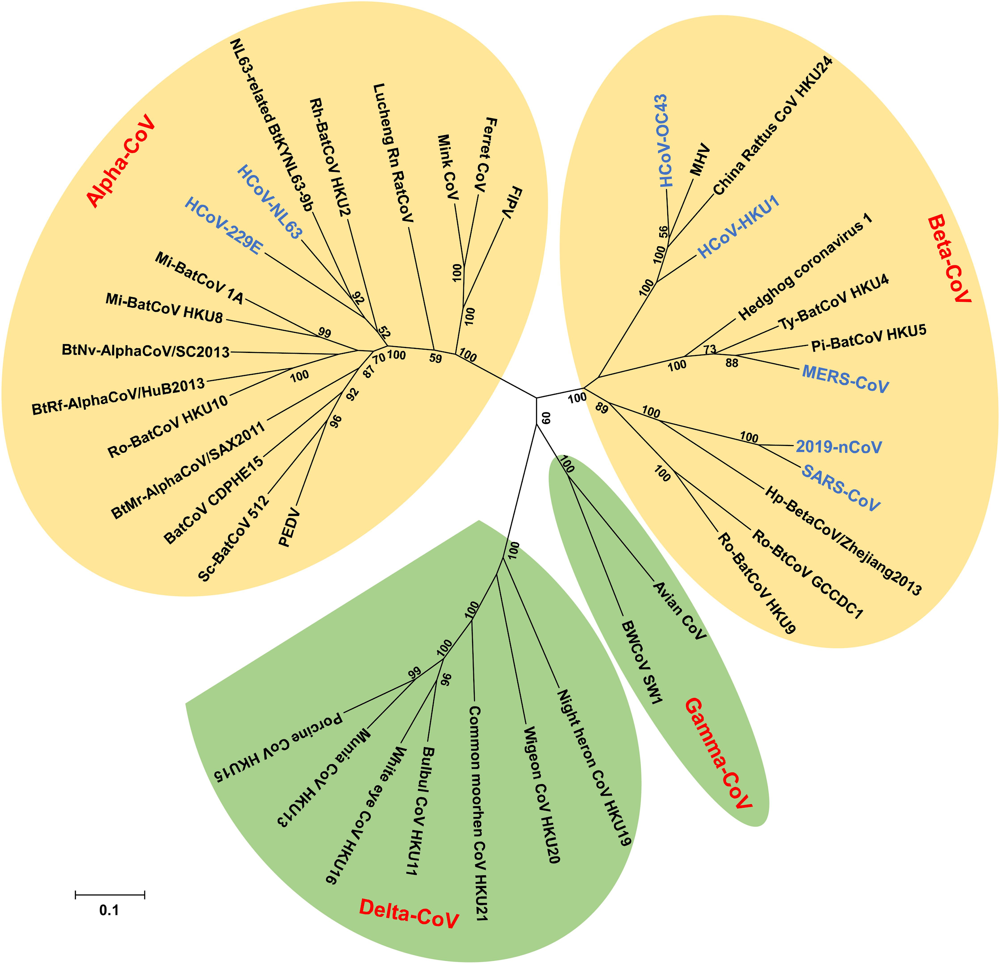 Alpha-CoV
NL63-related BtKYNL63-9b
Rh-BatCoV HKU2
Lucheng Rn RatCoV
Mink CoV
Ferret CoV
FIPV
HCoV-NL63
HCoV-229E
Mi-BatCoV 1A
Mi-BatCoV HKU8
BtNv-AlphaCoV/SC2013
BtRf-AlphaCoV/HuB2013
Ro-BatCoV HKU10
BtMr-AlphaCoV/SAX2011
BatCoV CDPHE15
Sc-BatCoV 512
PEDV
100
100
92
52
99
100
59
100
70
87
100
92
96
Beta-CoV
HCoV-OC43
MHV
China Rattus CoV HKU24
HCoV-HKU1
Hedghog coronavirus 1
Ty-BatCoV HKU4
Pi-BatCoV HKU5
MERS-CoV
2019-nCoV
SARS-CoV
Hp-BetaCoV/Zhejiang2013
Ro-BtCoV GCCDC1
Ro-BatCoV HKU9
56
100
100
73
88
100
100
89
100
100
100
60
Gamma-CoV
100
Avian CoV
BWCoV SW1
Delta-CoV
100
100
100
99
96
Night heron CoV HKU19
Wigeon CoV HKU20
Common moorhen CoV HKU21
Bulbul CoV HKU11
White eye CoV HKU16
Munia CoV HKU13
Porcine CoV HKU15
0.1